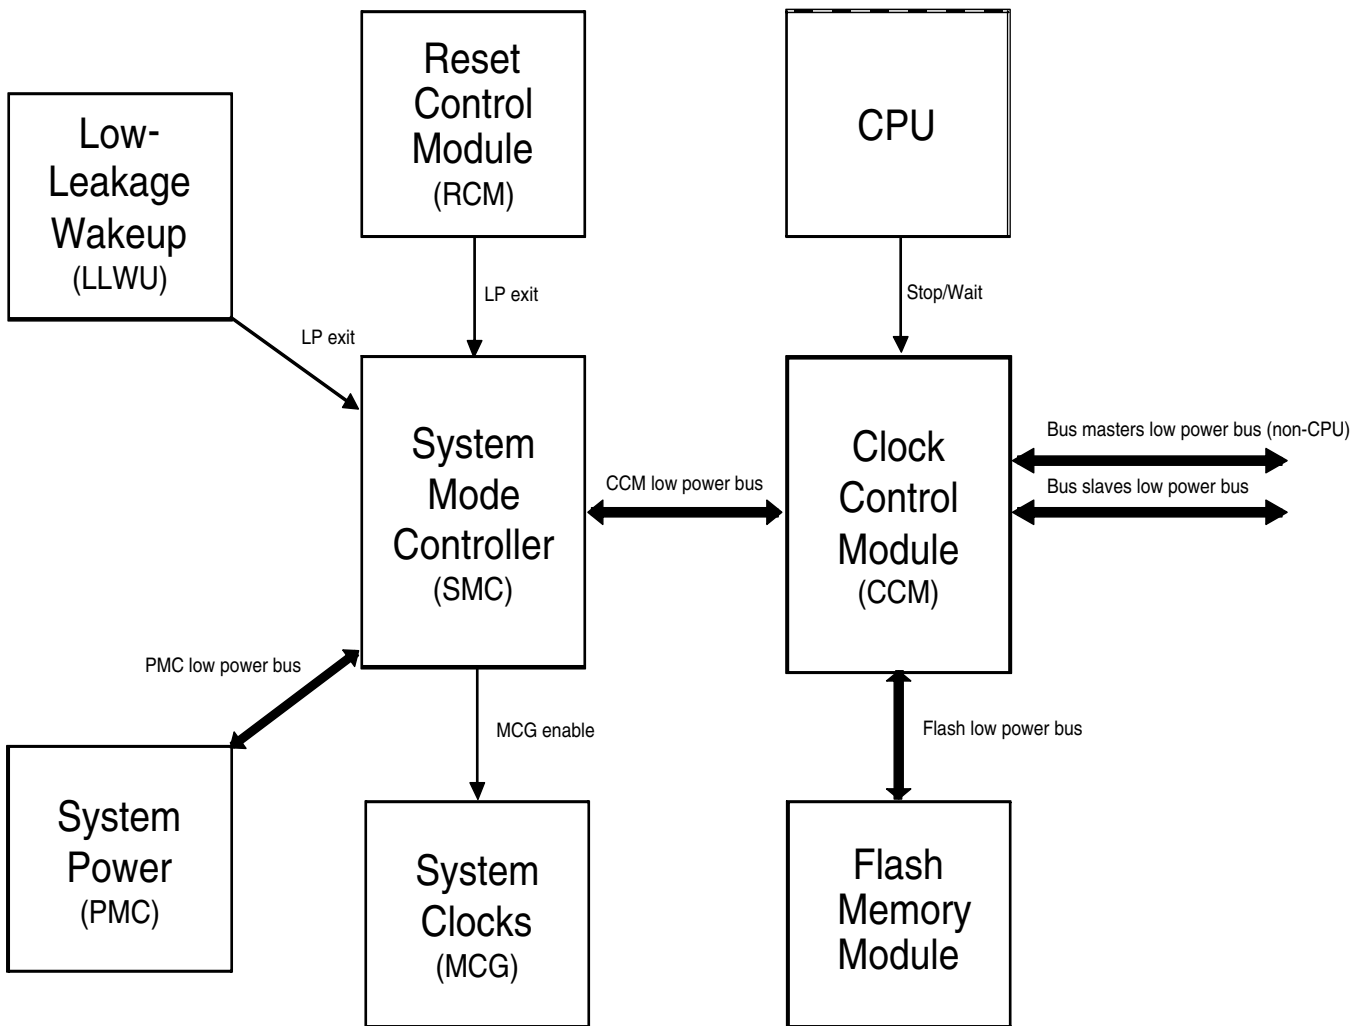 Reset
Control
Module
(RCM)
CPU
Low-
Leakage
Wakeup
(LLWU)
LP exit
Stop/Wait
LP exit
System
Mode
Controller
(SMC)
CCM low power bus
Clock
Control
Module
(CCM)
Bus masters low power bus (non-CPU)
Bus slaves low power bus
PMC low power bus
MCG enable
Flash low power bus
System
Power
(PMC)
System
Clocks
(MCG)
Flash
Memory
Module